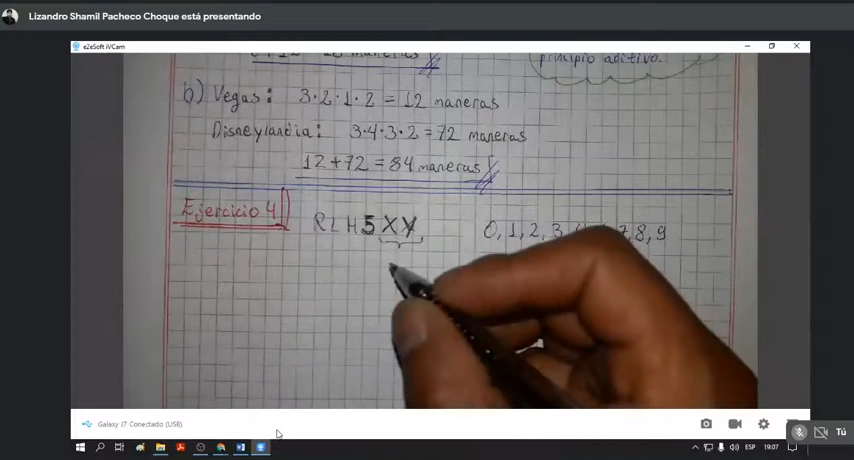 Lizandro Shamil Pacheco Choque está presentando
e2eSoft iVCam
maneras
principio aditivo.
b) Vegas: 3·2·1·2 = 12 maneras
Disneylandia: 3·4·3·2 = 72 maneras
12+72 = 84 maneras
Ejercicio 4 RLH5XY 0, 1, 2, 3, 7, 8, 9
Galaxy J7 Conectado (USB)
Tú
ESP 19:07